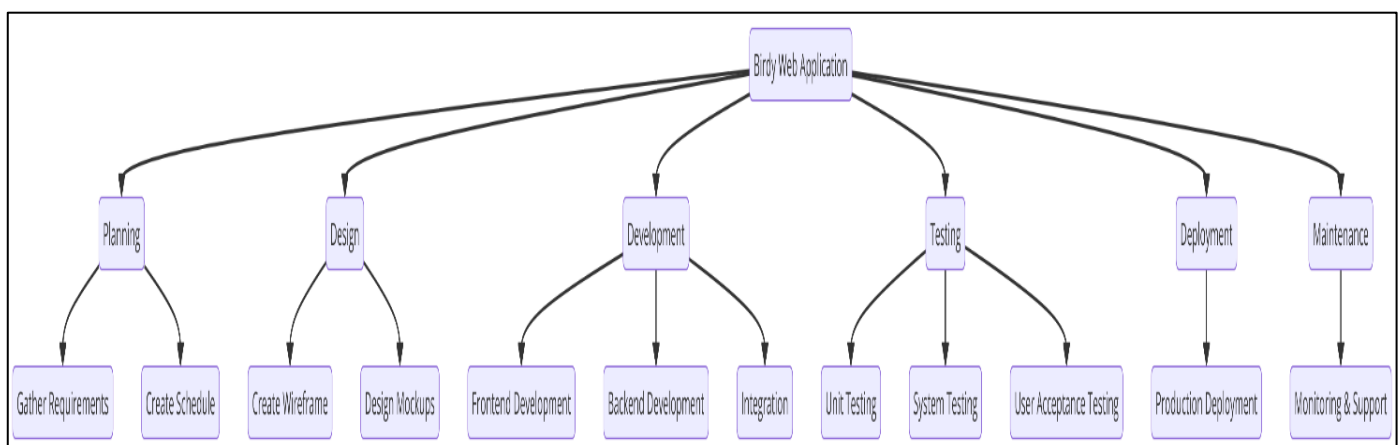 Birdy Web Application
Planning
Design
Development
Testing
Deployment
Maintenance
Gather Requirements
Create Schedule
Create Wireframe
Design Mockups
Frontend Development
Backend Development
Integration
Unit Testing
System Testing
User Acceptance Testing
Production Deployment
Monitoring & Support